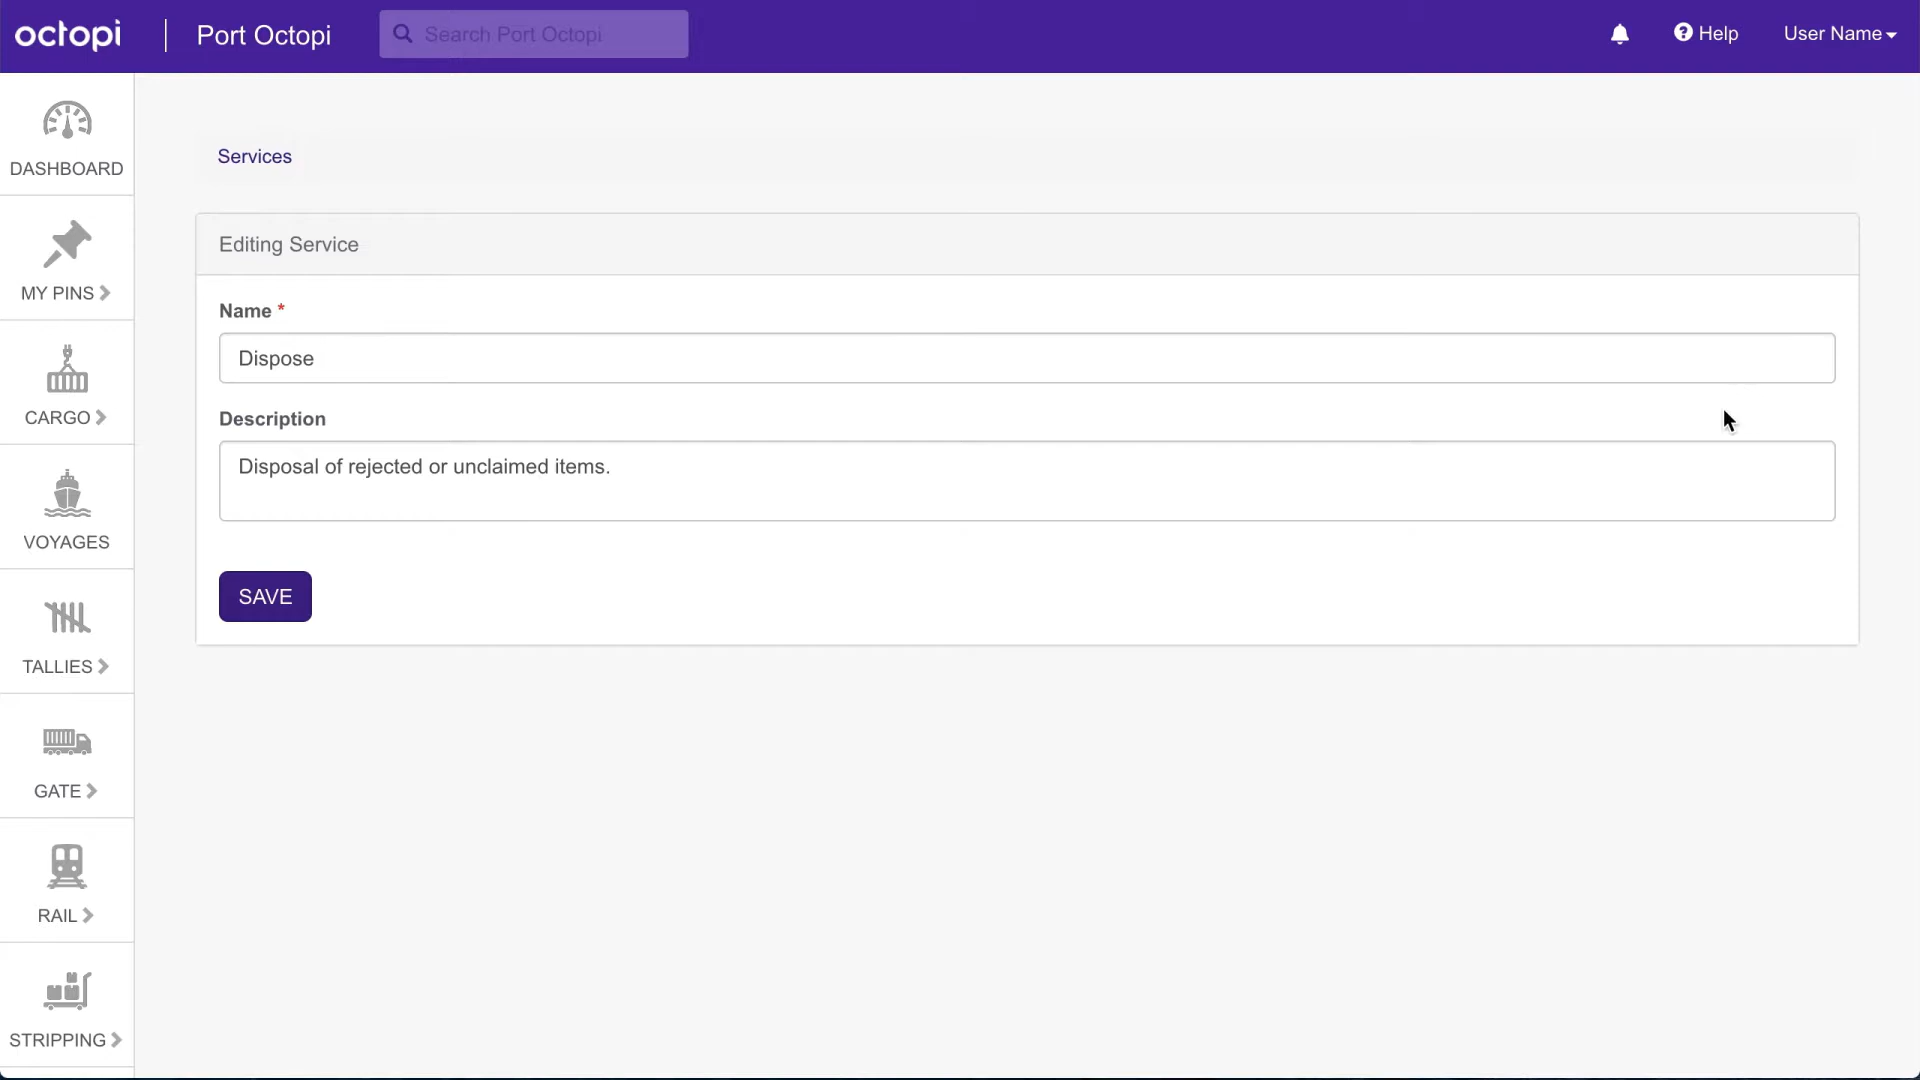 octopi
Port Octopi
Search Port Octopi
Help
User Name
DASHBOARD
MY PINS
CARGO
VOYAGES
TALLIES
GATE
RAIL
STRIPPING
Services
Editing Service
Name *
Dispose
Description
Disposal of rejected or unclaimed items.
SAVE